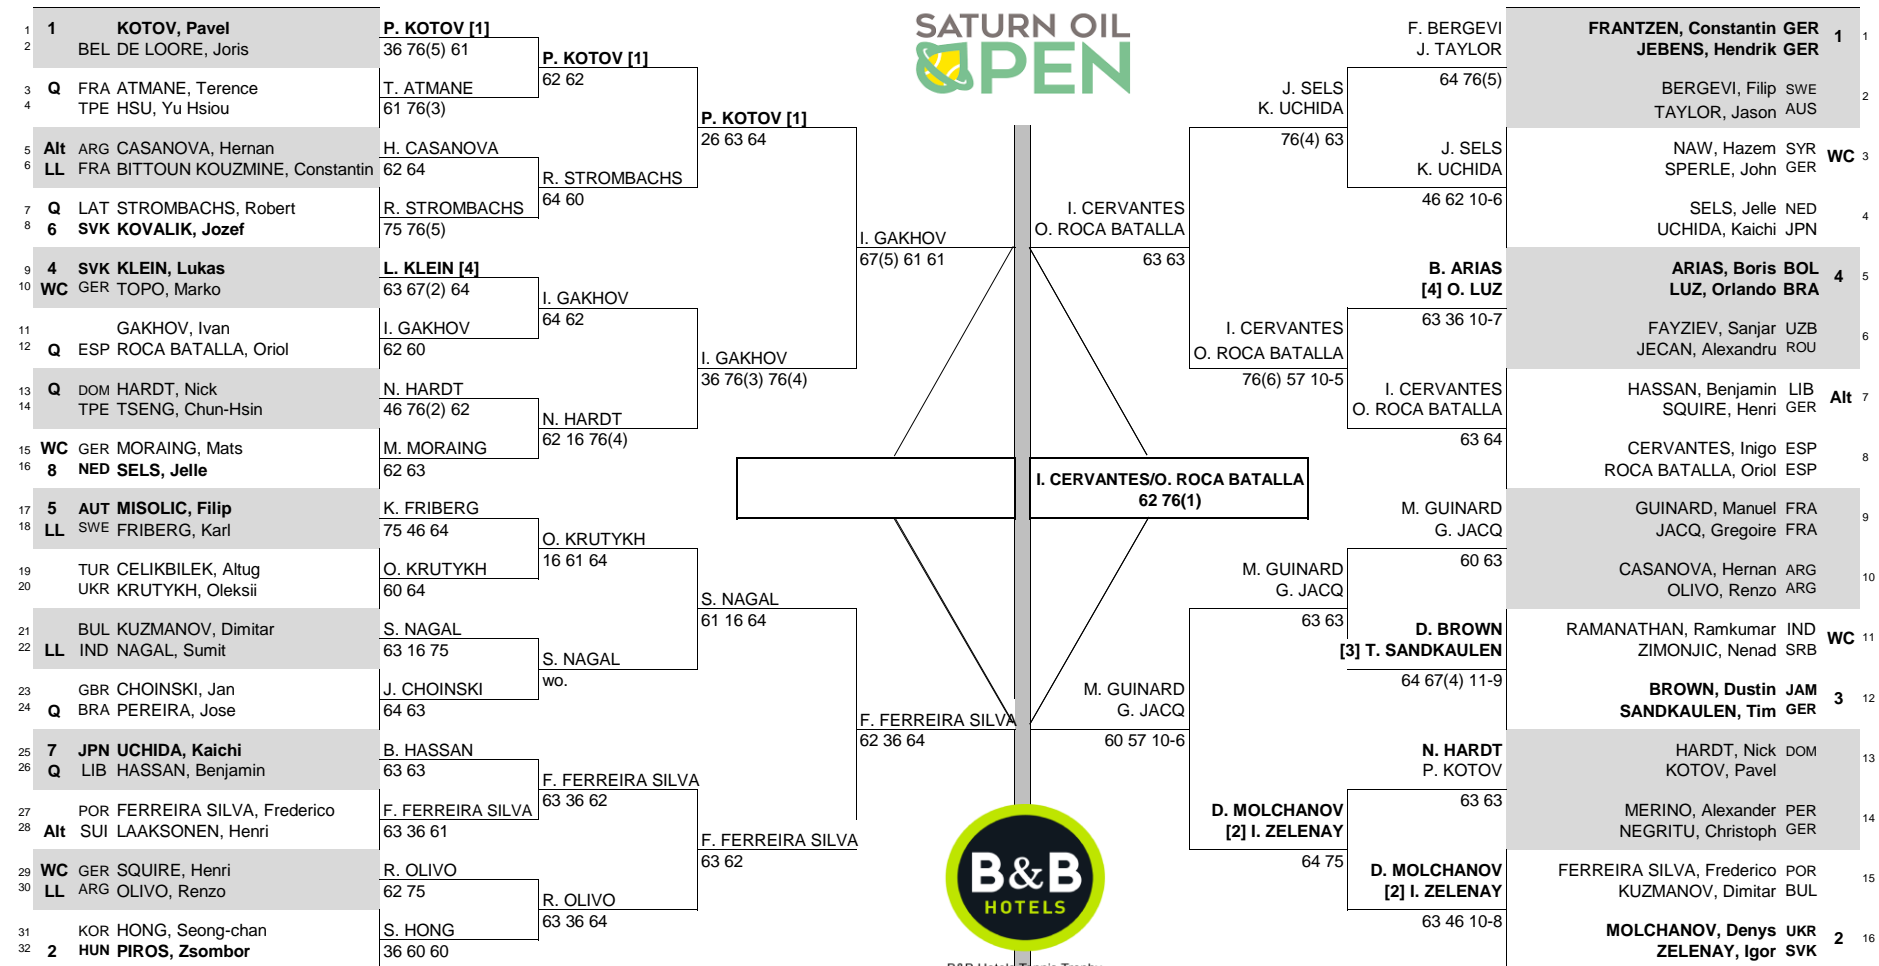 SATURN OIL
OPEN
1 1 KOTOV, Pavel
2 BEL DE LOORE, Joris
3 Q FRA ATMANE, Terence
4 TPE HSU, Yu Hsiou
5 Alt ARG CASANOVA, Hernan
6 LL FRA BITTOUN KOUZMINE, Constantin
7 Q LAT STROMBACHS, Robert
8 6 SVK KOVALIK, Jozef
9 4 SVK KLEIN, Lukas
10 WC GER TOPO, Marko
11 GAKHOV, Ivan
12 Q ESP ROCA BATALLA, Oriol
13 Q DOM HARDT, Nick
14 TPE TSENG, Chun-Hsin
15 WC GER MORAING, Mats
16 8 NED SELS, Jelle
17 5 AUT MISOLIC, Filip
18 LL SWE FRIBERG, Karl
19 TUR CELIKBILEK, Altug
20 UKR KRUTYKH, Oleksii
21 BUL KUZMANOV, Dimitar
22 LL IND NAGAL, Sumit
23 GBR CHOINSKI, Jan
24 Q BRA PEREIRA, Jose
25 7 JPN UCHIDA, Kaichi
26 Q LIB HASSAN, Benjamin
27 POR FERREIRA SILVA, Frederico
28 Alt SUI LAAKSONEN, Henri
29 WC GER SQUIRE, Henri
30 LL ARG OLIVO, Renzo
31 KOR HONG, Seong-chan
32 2 HUN PIROS, Zsombor
P. KOTOV [1]
36 76(5) 61
T. ATMANE
61 76(3)
H. CASANOVA
62 64
R. STROMBACHS
75 76(5)
L. KLEIN [4]
63 67(2) 64
I. GAKHOV
62 60
N. HARDT
46 76(2) 62
M. MORAING
62 63
K. FRIBERG
75 46 64
O. KRUTYKH
60 64
S. NAGAL
63 16 75
J. CHOINSKI
64 63
B. HASSAN
63 63
F. FERREIRA SILVA
63 36 61
R. OLIVO
62 75
S. HONG
36 60 60
P. KOTOV [1]
62 62
R. STROMBACHS
64 60
I. GAKHOV
64 62
N. HARDT
62 16 76(4)
O. KRUTYKH
16 61 64
S. NAGAL
wo.
F. FERREIRA SILVA
63 36 62
R. OLIVO
63 36 64
P. KOTOV [1]
26 63 64
I. GAKHOV
36 76(3) 76(4)
S. NAGAL
61 16 64
F. FERREIRA SILVA
63 62
I. GAKHOV
67(5) 61 61
F. FERREIRA SILVA
62 36 64
I. CERVANTES/O. ROCA BATALLA
62 76(1)
I. CERVANTES
O. ROCA BATALLA
63 63
M. GUINARD
G. JACQ
60 57 10-6
J. SELS
K. UCHIDA
76(4) 63
I. CERVANTES
O. ROCA BATALLA
76(6) 57 10-5
M. GUINARD
G. JACQ
63 63
D. MOLCHANOV
[2] I. ZELENAY
64 75
F. BERGEVI
J. TAYLOR
64 76(5)
J. SELS
K. UCHIDA
46 62 10-6
B. ARIAS
[4] O. LUZ
63 36 10-7
I. CERVANTES
O. ROCA BATALLA
63 64
M. GUINARD
G. JACQ
60 63
D. BROWN
[3] T. SANDKAULEN
64 67(4) 11-9
N. HARDT
P. KOTOV
63 63
D. MOLCHANOV
[2] I. ZELENAY
63 46 10-8
FRANTZEN, Constantin GER 1 1
JEBENS, Hendrik GER
BERGEVI, Filip SWE 2
TAYLOR, Jason AUS
NAW, Hazem SYR WC 3
SPERLE, John GER
SELS, Jelle NED 4
UCHIDA, Kaichi JPN
ARIAS, Boris BOL 4 5
LUZ, Orlando BRA
FAYZIEV, Sanjar UZB 6
JECAN, Alexandru ROU
HASSAN, Benjamin LIB Alt 7
SQUIRE, Henri GER
CERVANTES, Inigo ESP 8
ROCA BATALLA, Oriol ESP
GUINARD, Manuel FRA 9
JACQ, Gregoire FRA
CASANOVA, Hernan ARG 10
OLIVO, Renzo ARG
RAMANATHAN, Ramkumar IND WC 11
ZIMONJIC, Nenad SRB
BROWN, Dustin JAM 3 12
SANDKAULEN, Tim GER
HARDT, Nick DOM 13
KOTOV, Pavel
MERINO, Alexander PER 14
NEGRITU, Christoph GER
FERREIRA SILVA, Frederico POR 15
KUZMANOV, Dimitar BUL
MOLCHANOV, Denys UKR 2 16
ZELENAY, Igor SVK
B&B
HOTELS